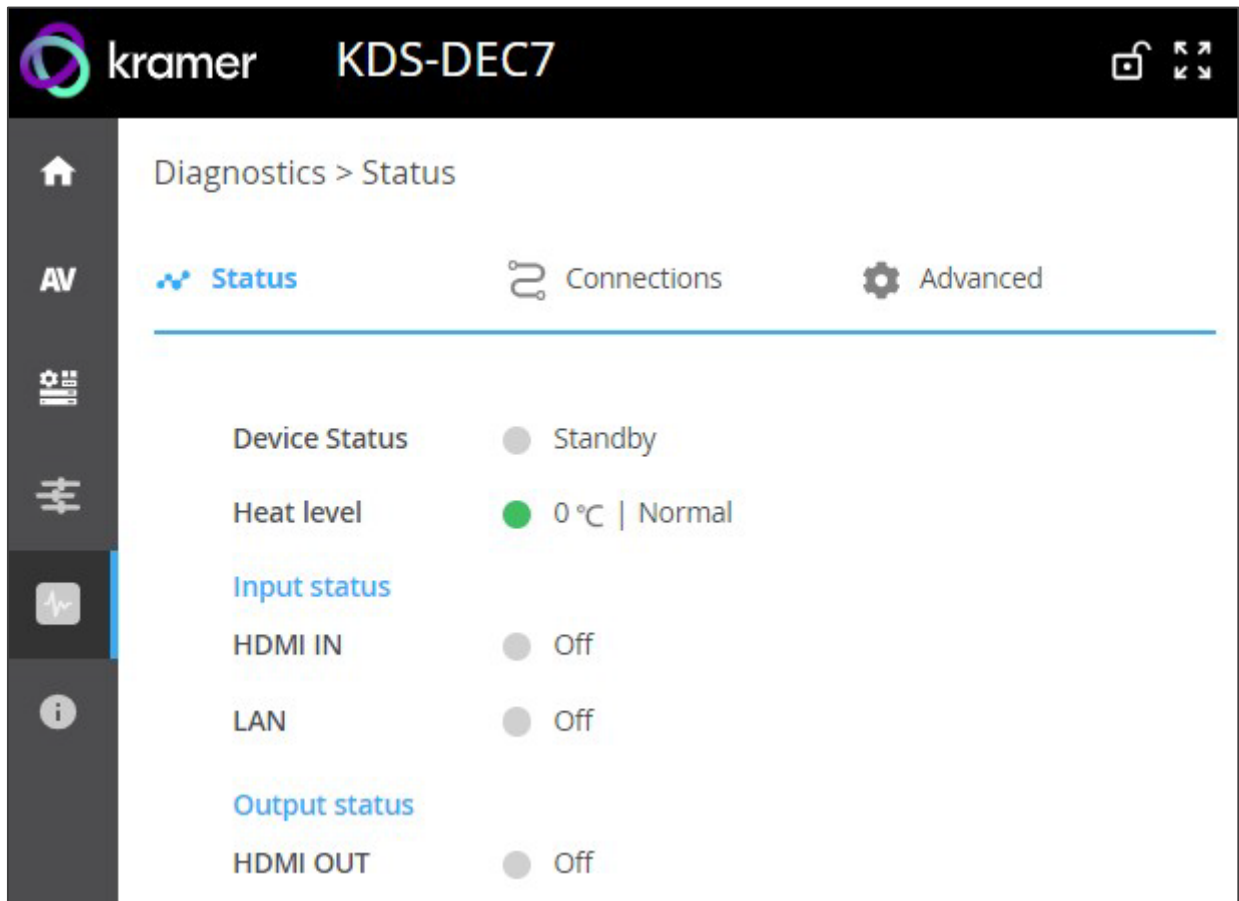 kramer KDS-DEC7
Diagnostics > Status
AV Status Connections Advanced
Device Status Standby
Heat level 0 °C | Normal
Input status
HDMI IN Off
LAN Off
Output status
HDMI OUT Off